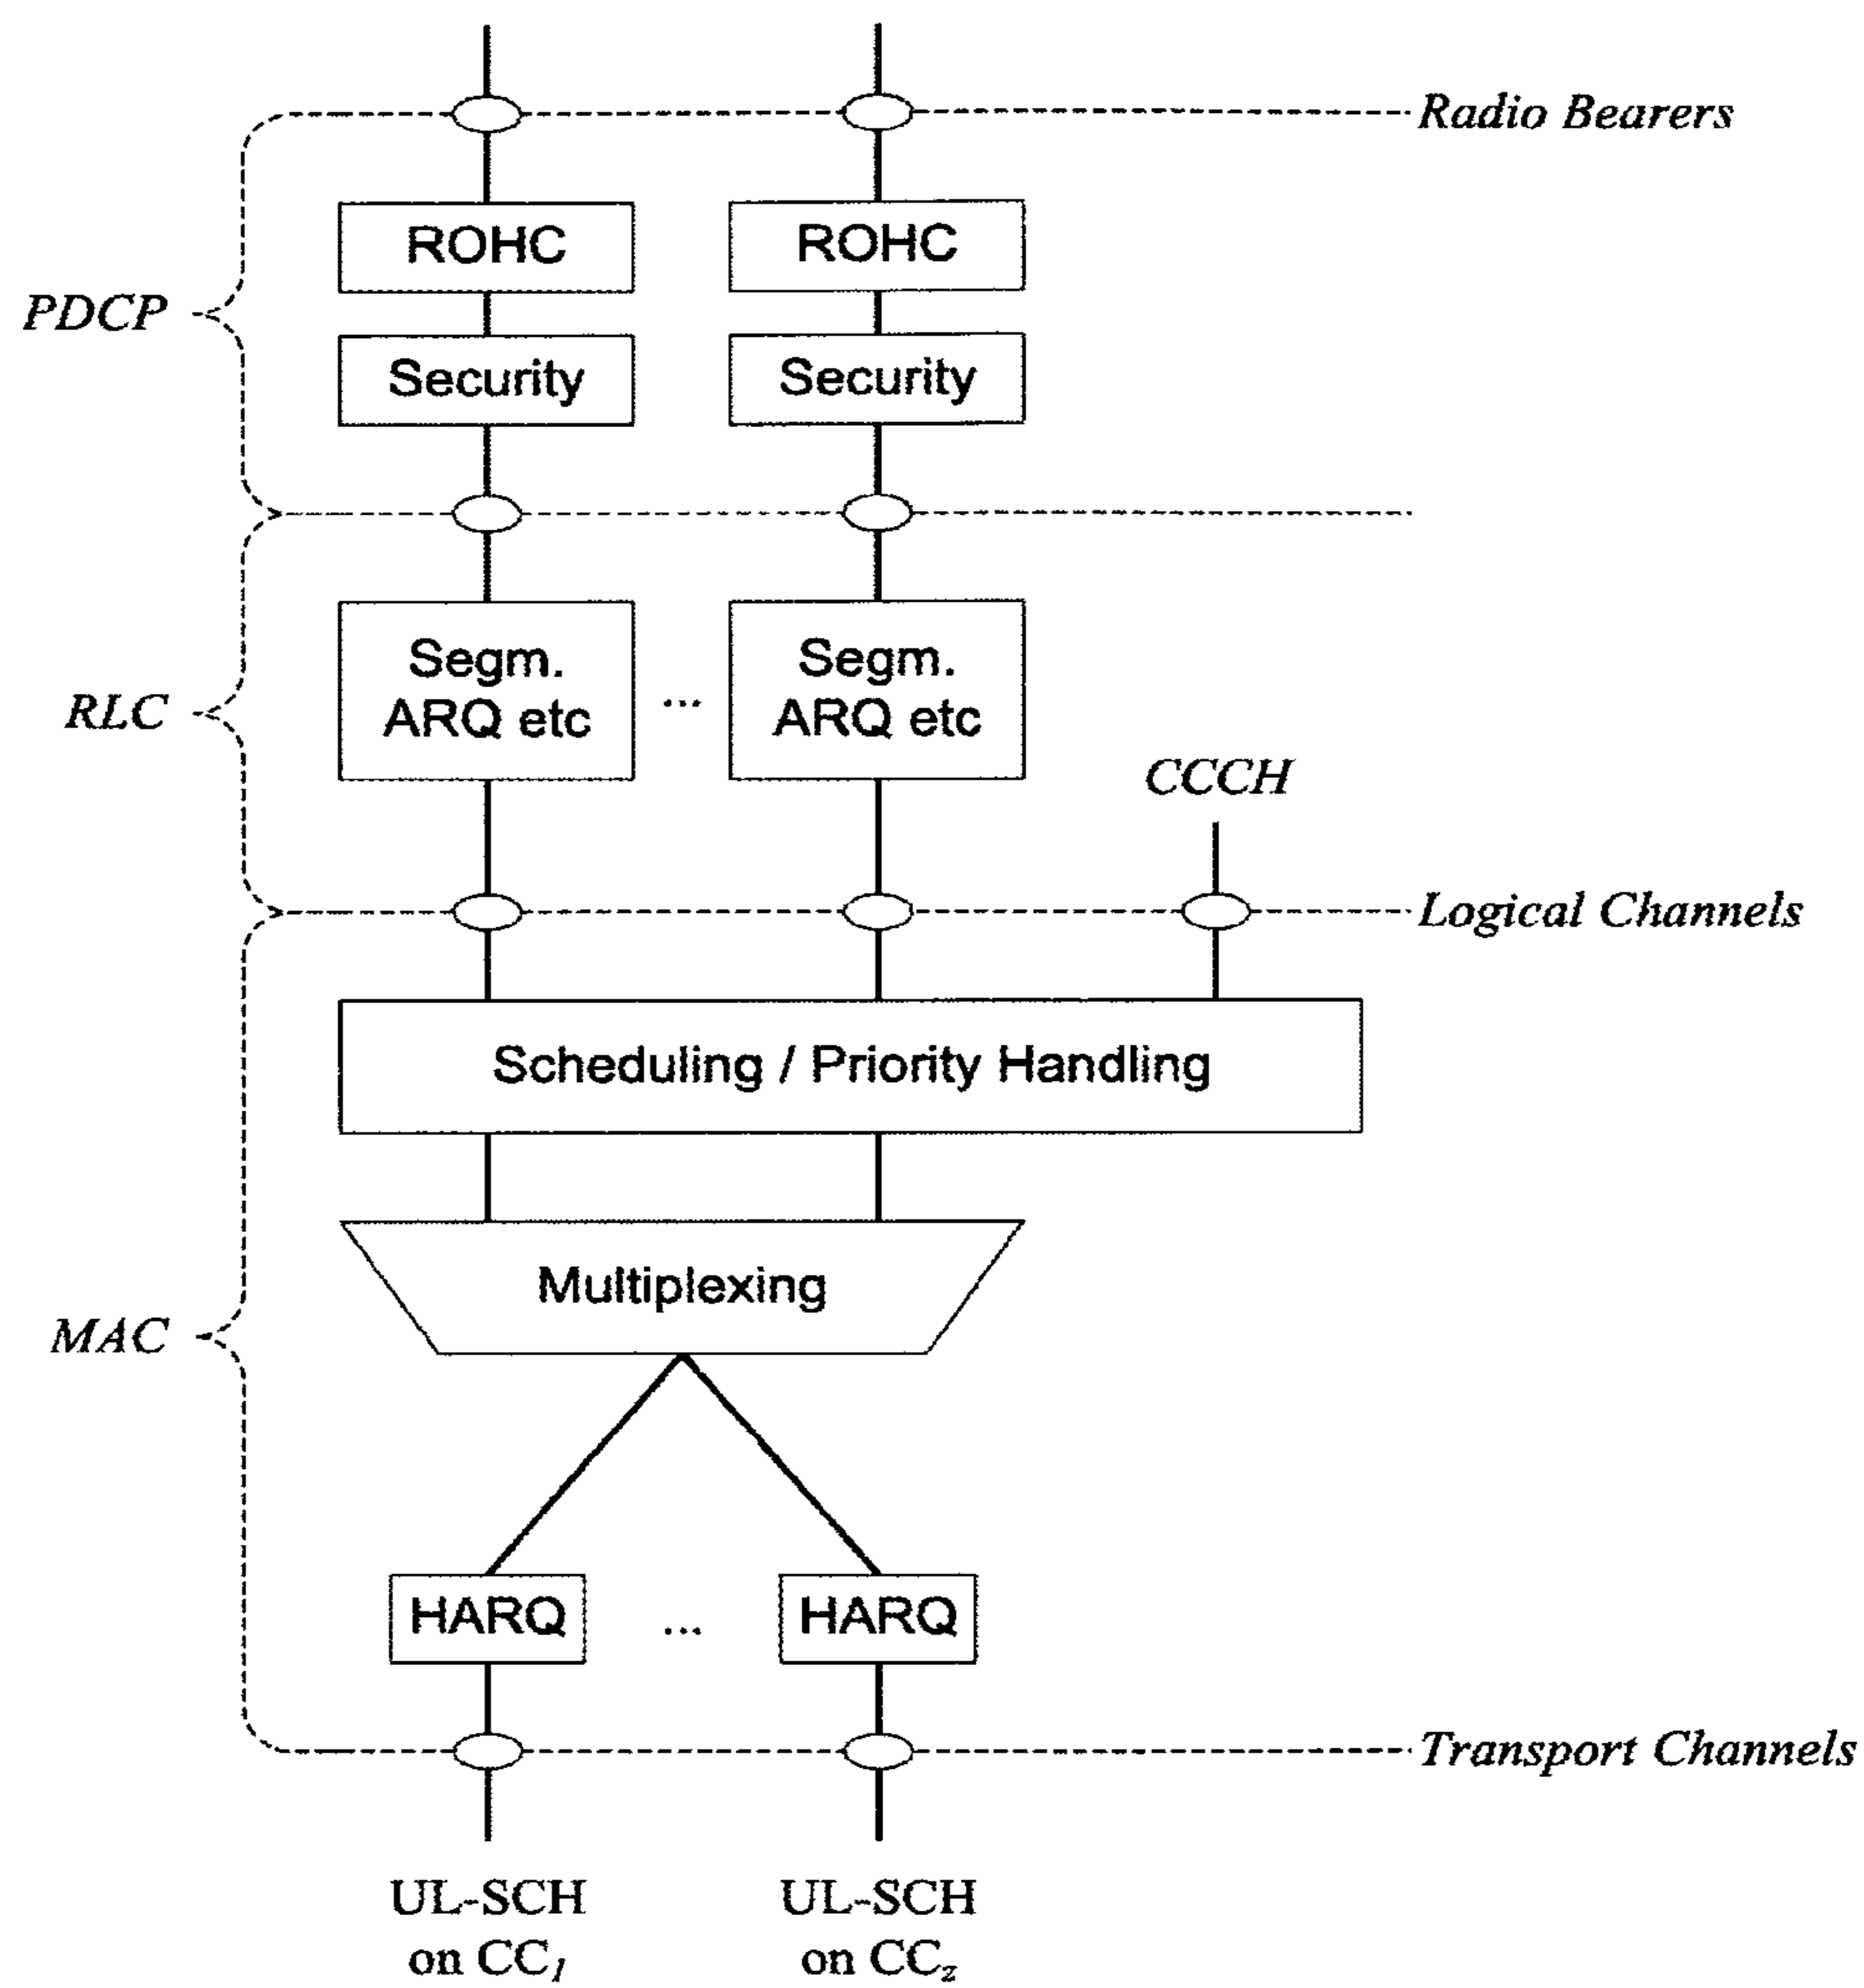 Radio Bearers
ROHC
ROHC
PDCP
Security
Security
Segm.
ARQ etc
...
Segm.
ARQ etc
RLC
CCCH
Logical Channels
Scheduling / Priority Handling
Multiplexing
MAC
HARQ
...
HARQ
Transport Channels
UL-SCH
on CC1
UL-SCH
on CCz